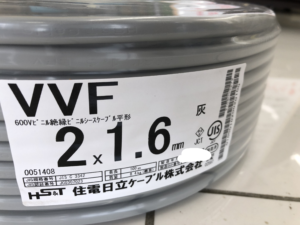 VVF
600Vビニル絶縁ビニルシースケーブル平形
灰
2×1.6mm
JIS
0051408
HS&T 住電日立ケーブル株式会社